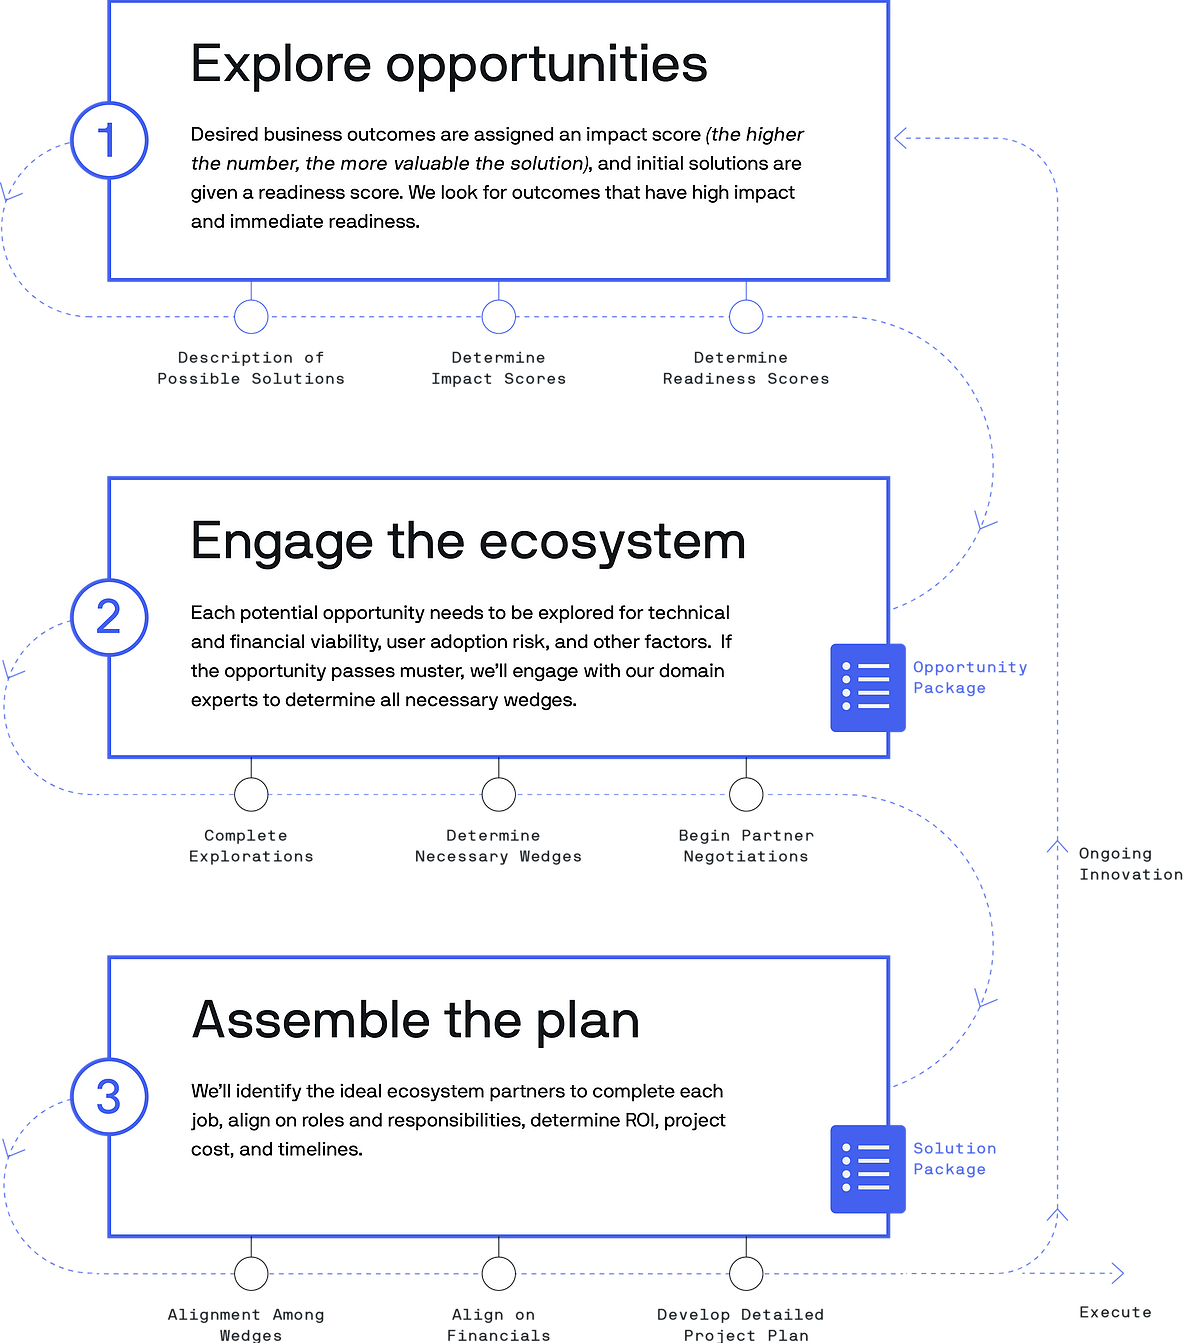 Explore opportunities
1
Desired business outcomes are assigned an impact score (the higher
the number, the more valuable the solution), and initial solutions are
given a readiness score. We look for outcomes that have high impact
and immediate readiness.
Description of
Possible Solutions
Determine
Impact Scores
Determine
Readiness Scores
Engage the ecosystem
2
Each potential opportunity needs to be explored for technical
and financial viability, user adoption risk, and other factors.  If
the opportunity passes muster, we’ll engage with our domain
experts to determine all necessary wedges.
Opportunity
Package
Complete
Explorations
Determine
Necessary Wedges
Begin Partner
Negotiations
Ongoing
Innovation
Assemble the plan
3
We’ll identify the ideal ecosystem partners to complete each
job, align on roles and responsibilities, determine ROI, project
cost, and timelines.
Solution
Package
Alignment Among
Wedges
Align on
Financials
Develop Detailed
Project Plan
Execute